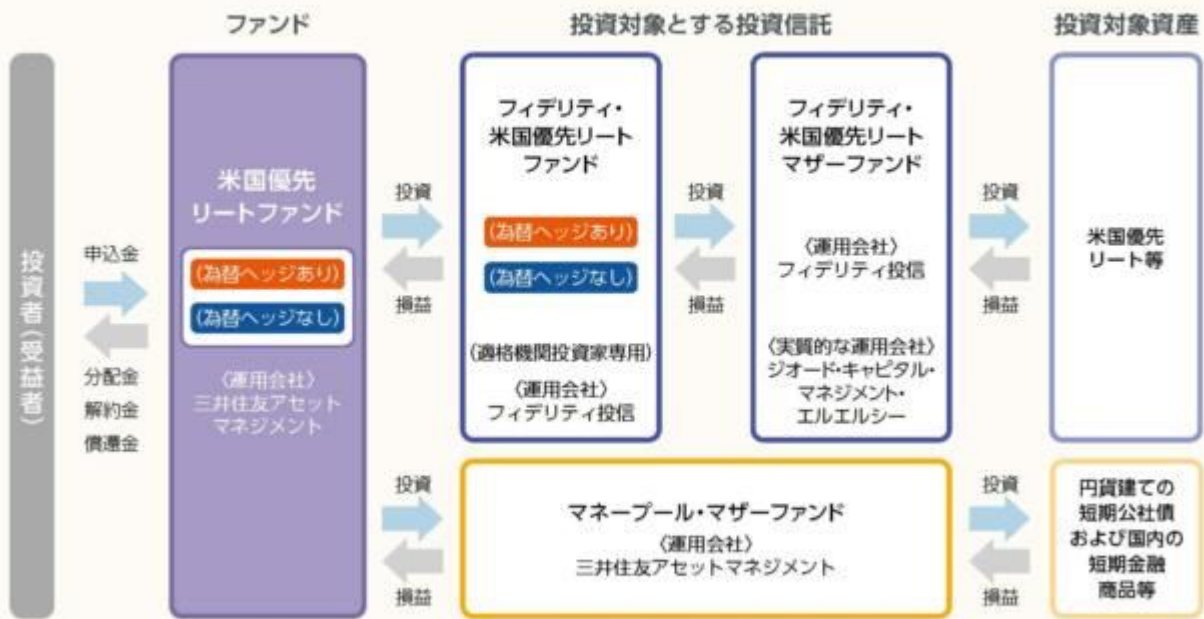 ファンド
投資対象とする投資信託
投資対象資産
投資者(受益者)
申込金
分配金
解約金
償還金
米国優先
リートファンド
(為替ヘッジあり)
(為替ヘッジなし)
〈運用会社〉
三井住友アセット
マネジメント
投資
損益
フィデリティ・
米国優先リート
ファンド
(為替ヘッジあり)
(為替ヘッジなし)
(適格機関投資家専用)
〈運用会社〉
フィデリティ投信
投資
損益
フィデリティ・
米国優先リート
マザーファンド
〈運用会社〉
フィデリティ投信
〈実質的な運用会社〉
ジオード・キャピタル・
マネジメント・
エルエルシー
投資
損益
米国優先
リート等
投資
損益
マネープール・マザーファンド
〈運用会社〉
三井住友アセットマネジメント
投資
損益
円貨建ての
短期公社債
および国内の
短期金融
商品等